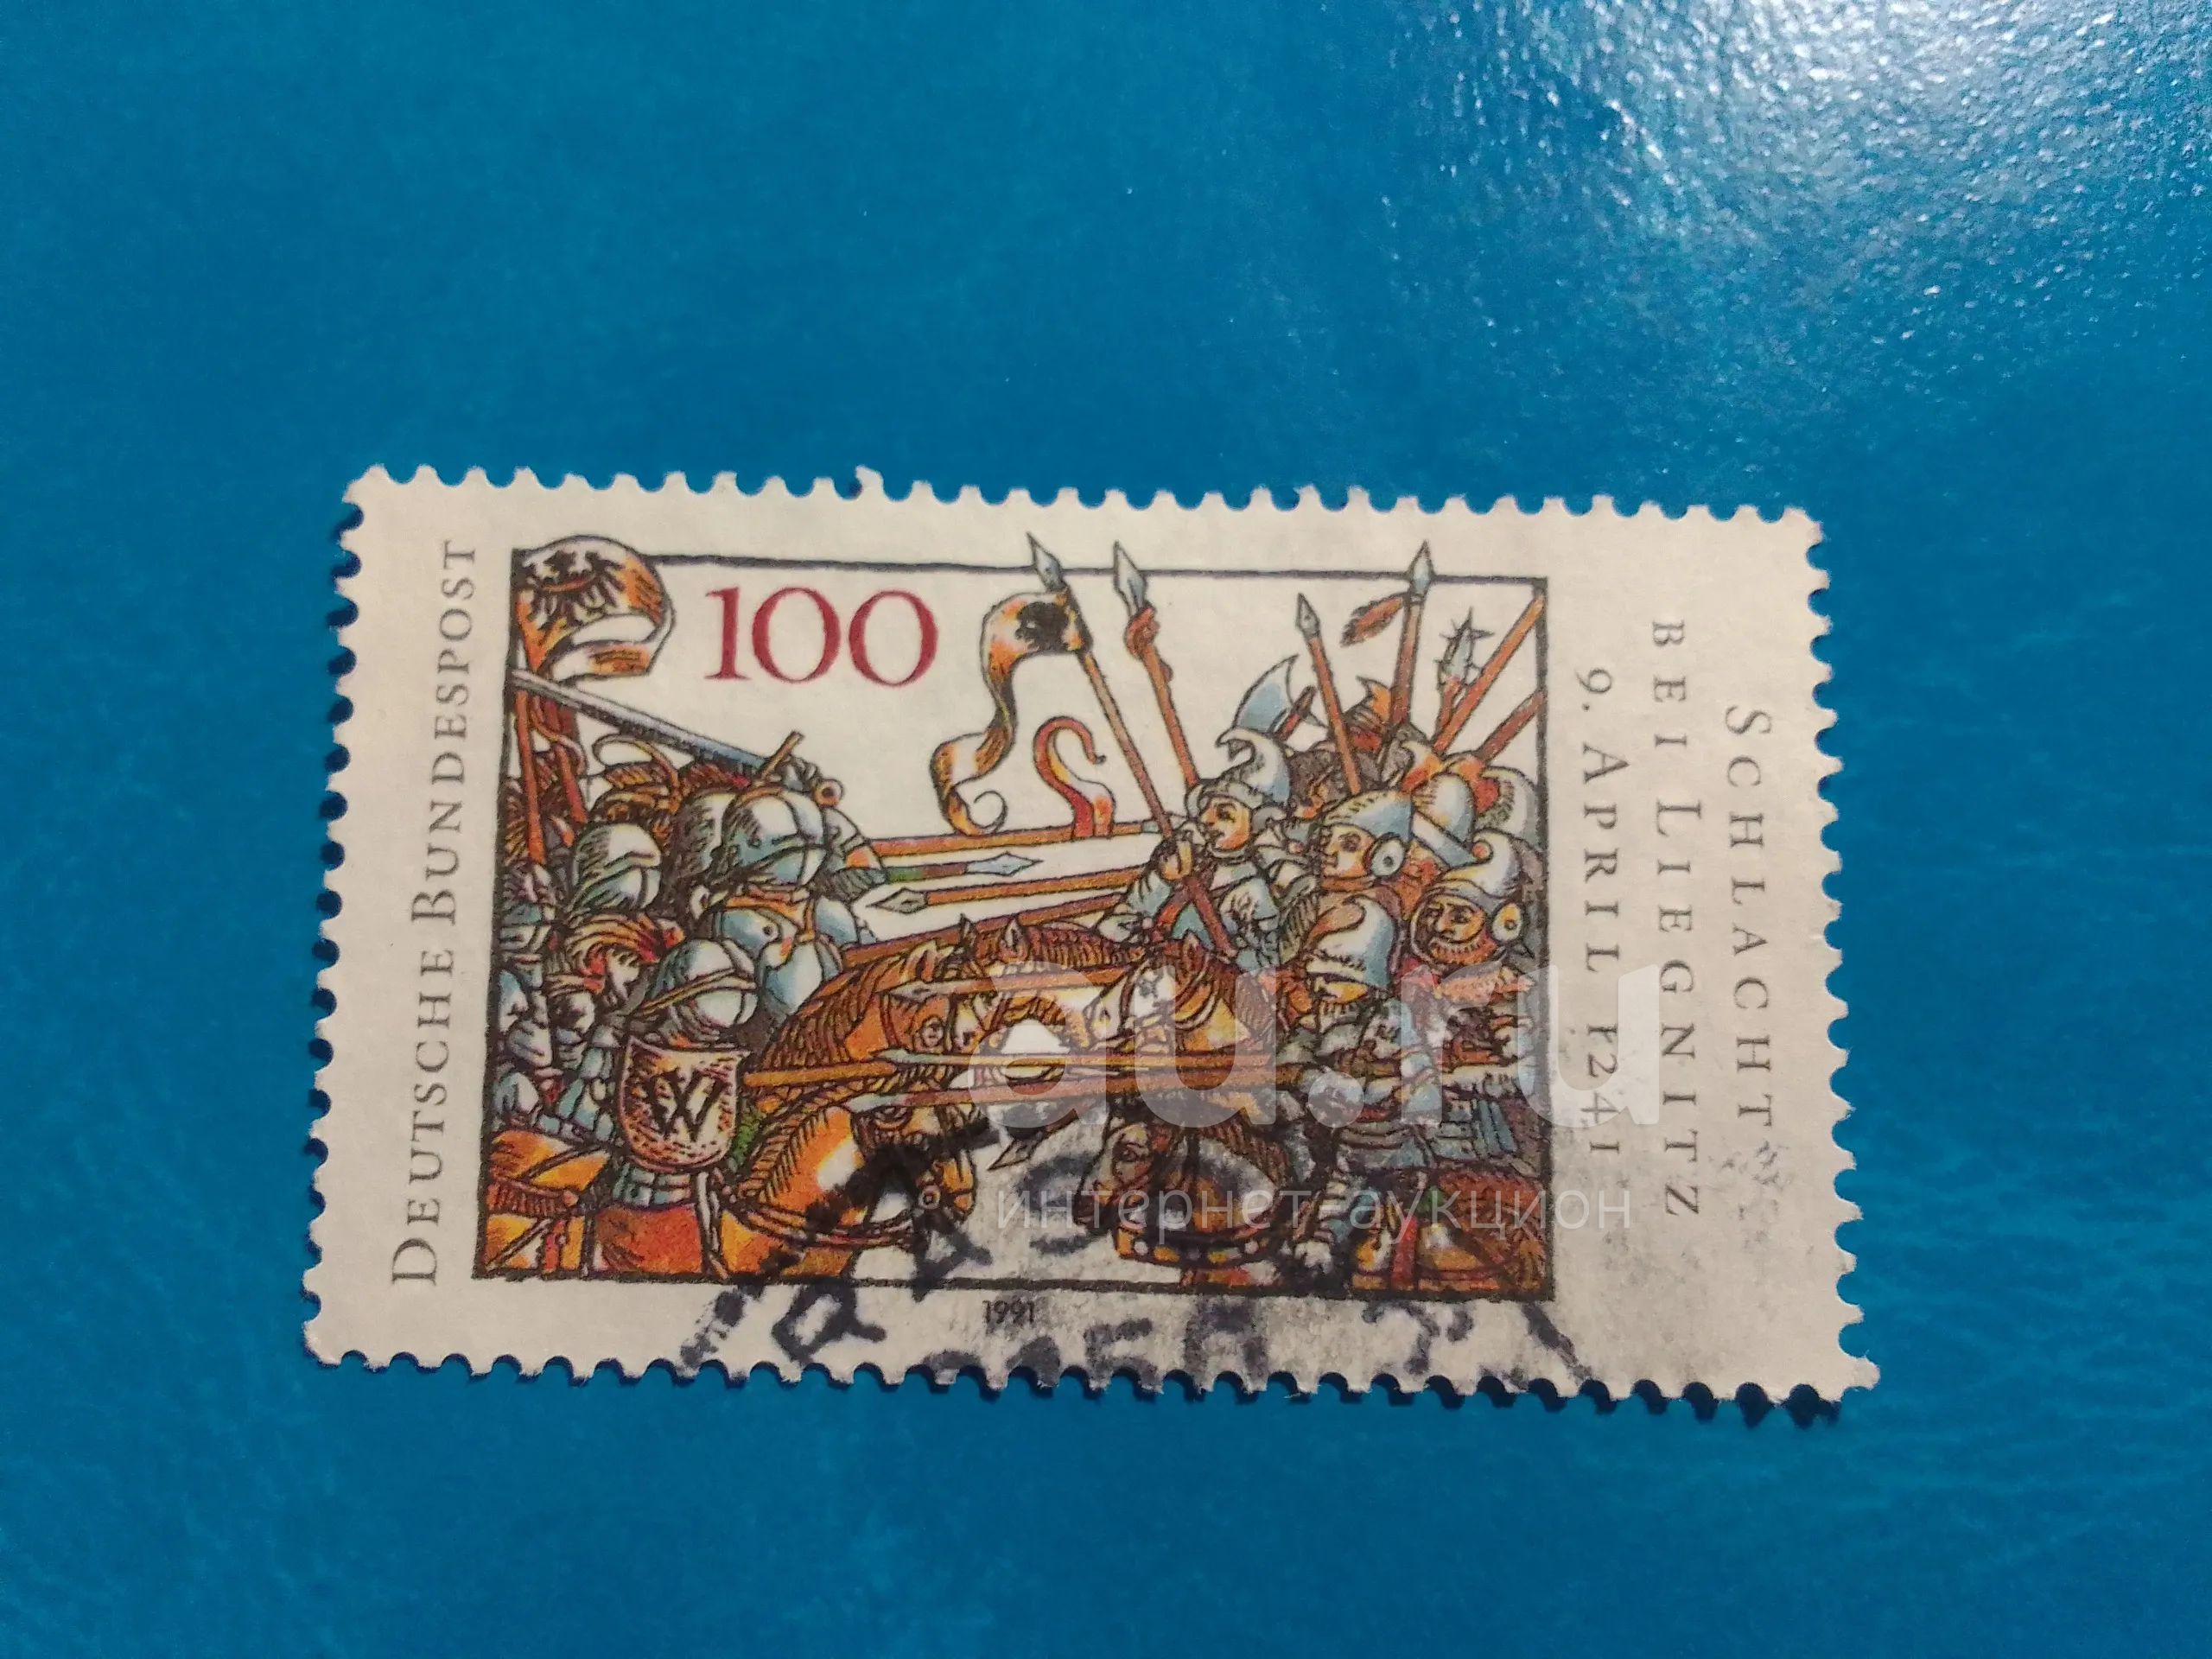 DEUTSCHE BUNDESPOST
100
SCHLACHT
BEI LIEGNITZ
9. APRIL 1241
W
1991
au.ru
интернет-аукцион